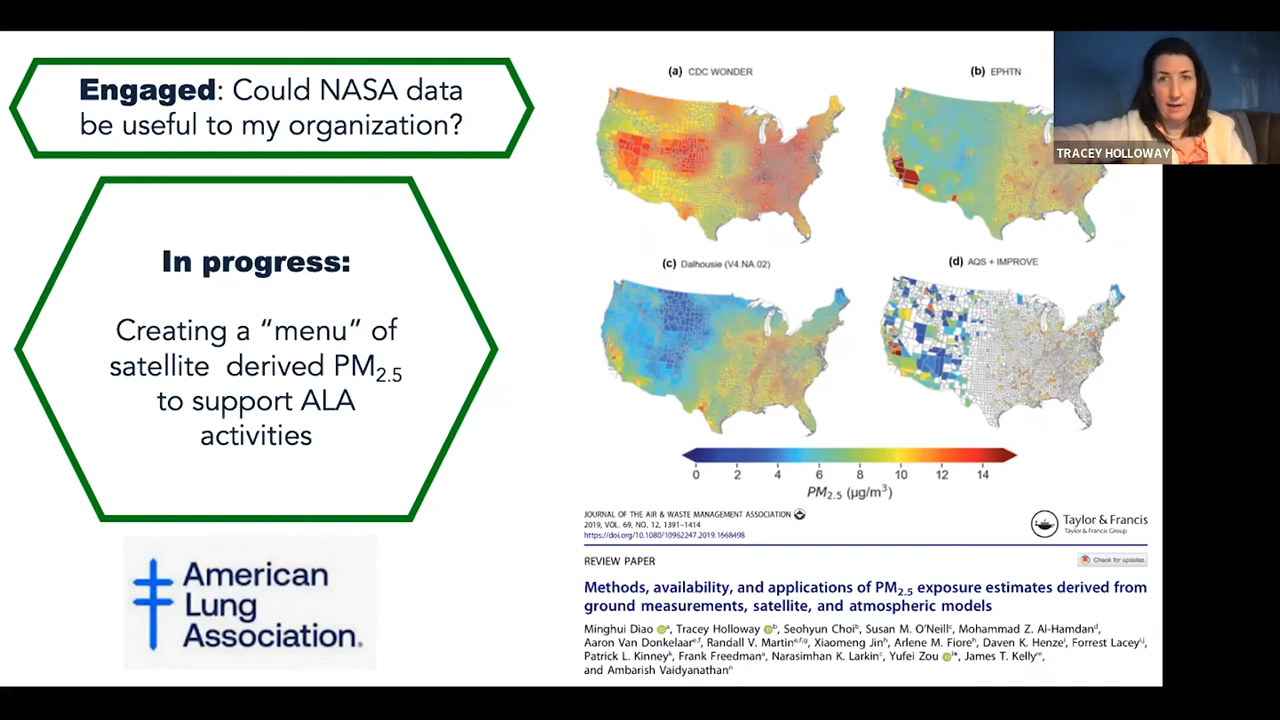 Engaged: Could NASA data
be useful to my organization?
In progress:
Creating a “menu” of
satellite derived PM2.5
to support ALA
activities
American
Lung
Association.
(a) CDC WONDER
(b) EPHTN
TRACEY HOLLOWAY
(c) Dalhousie (V4.NA.02)
(d) AQS + IMPROVE
0 2 4 6 8 10 12 14
PM2.5 (μg/m3)
JOURNAL OF THE AIR & WASTE MANAGEMENT ASSOCIATION
2019, VOL. 69, NO. 12, 1391–1414
https://doi.org/10.1080/10962247.2019.1668498
Taylor & Francis
Taylor & Francis Group
REVIEW PAPER
Check for updates
Methods, availability, and applications of PM2.5 exposure estimates derived from
ground measurements, satellite, and atmospheric models
Minghui Diao a, Tracey Holloway b, Seohyun Choi b, Susan M. O’Neill c, Mohammad Z. Al-Hamdan d,
Aaron Van Donkelaar e,f, Randall V. Martin e,f,g, Xiaomeng Jin h, Arlene M. Fiore h, Daven K. Henze i, Forrest Lacey i,j,
Patrick L. Kinney k, Frank Freedman a, Narasimhan K. Larkin c, Yufei Zou l*, James T. Kelly m,
and Ambarish Vaidyanathan n